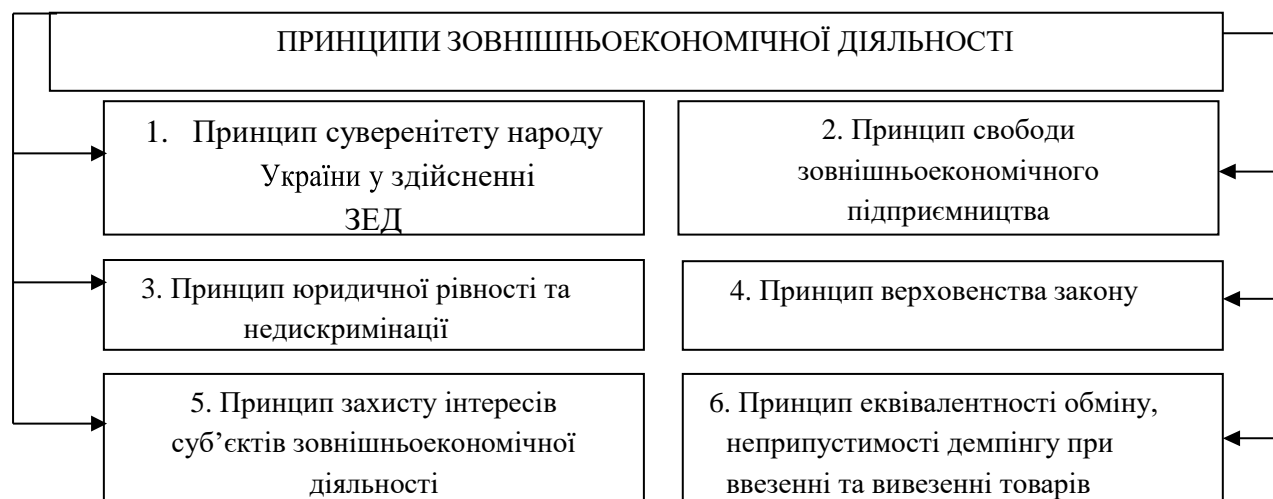 ПРИНЦИПИ ЗОВНІШНЬОЕКОНОМІЧНОЇ ДІЯЛЬНОСТІ
1. Принцип суверенітету народу
України у здійсненні
ЗЕД
2. Принцип свободи
зовнішньоекономічного
підприємництва
3. Принцип юридичної рівності та
недискримінації
4. Принцип верховенства закону
5. Принцип захисту інтересів
суб’єктів зовнішньоекономічної
діяльності
6. Принцип еквівалентності обміну,
неприпустимості демпінгу при
ввезенні та вивезенні товарів